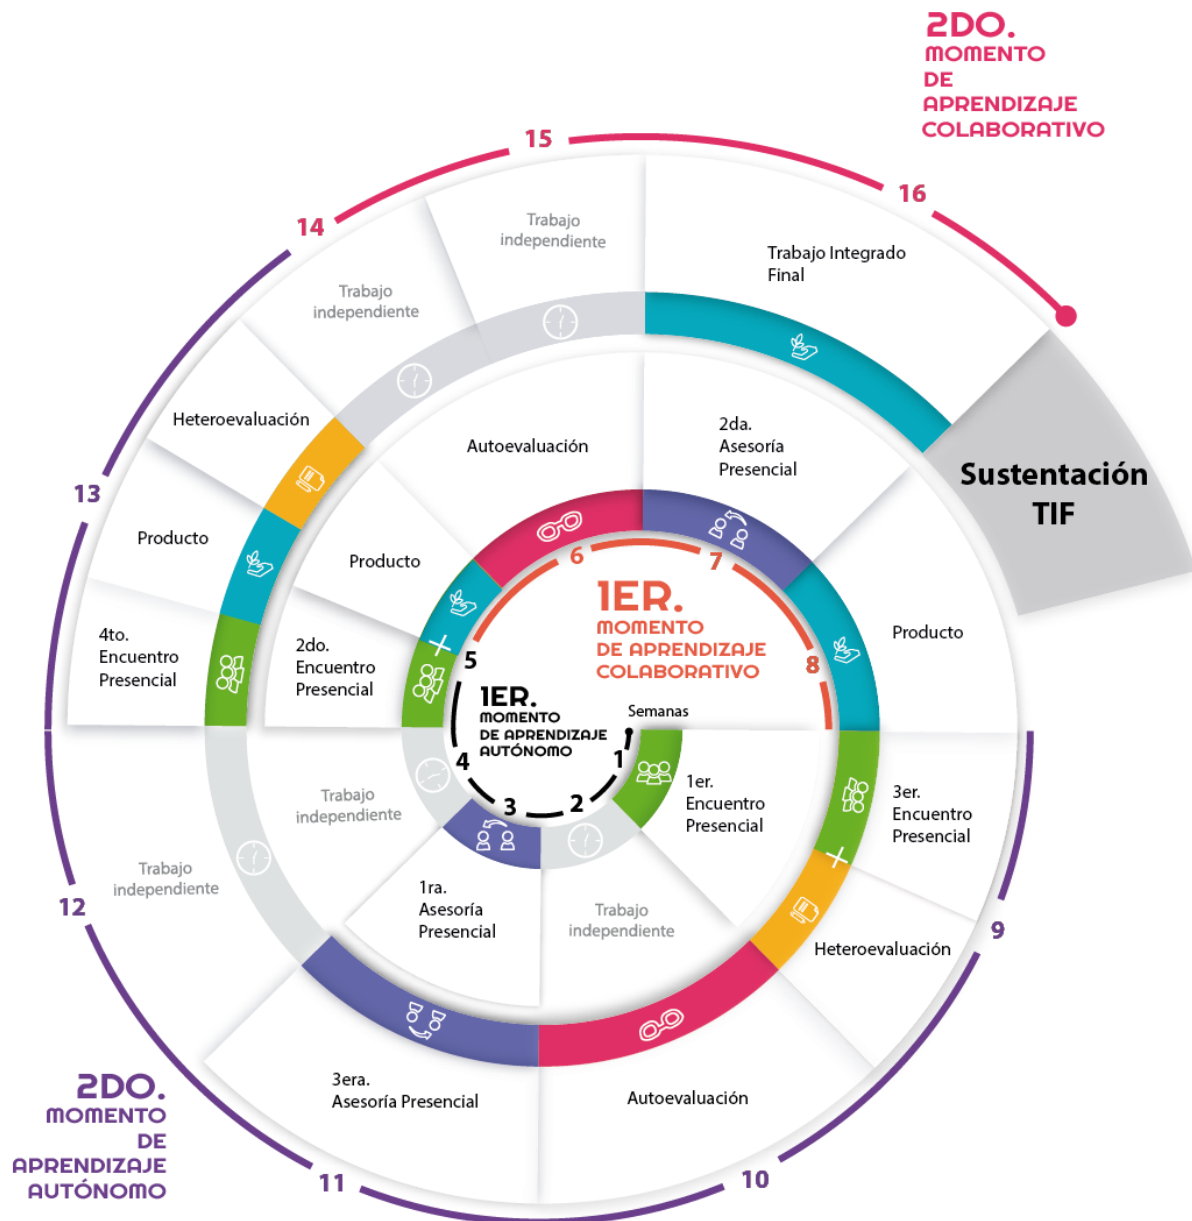 2DO.
MOMENTO
DE
APRENDIZAJE
COLABORATIVO
15
16
14
Trabajo
independiente
Trabajo Integrado
Final
Trabajo
independiente
Heteroevaluación
Autoevaluación
2da.
Asesoría
Presencial
Sustentación
TIF
13
Producto
Producto
6
7
1ER.
MOMENTO
DE APRENDIZAJE
COLABORATIVO
Producto
4to.
Encuentro
Presencial
2do.
Encuentro
Presencial
5
8
1ER.
MOMENTO
DE APRENDIZAJE
AUTÓNOMO
Semanas
4
1
3
2
1er.
Encuentro
Presencial
3er.
Encuentro
Presencial
Trabajo
independiente
Trabajo
independiente
12
1ra.
Asesoría
Presencial
Trabajo
independiente
9
Heteroevaluación
3era.
Asesoría Presencial
Autoevaluación
2DO.
MOMENTO
DE
APRENDIZAJE
AUTÓNOMO
11
10